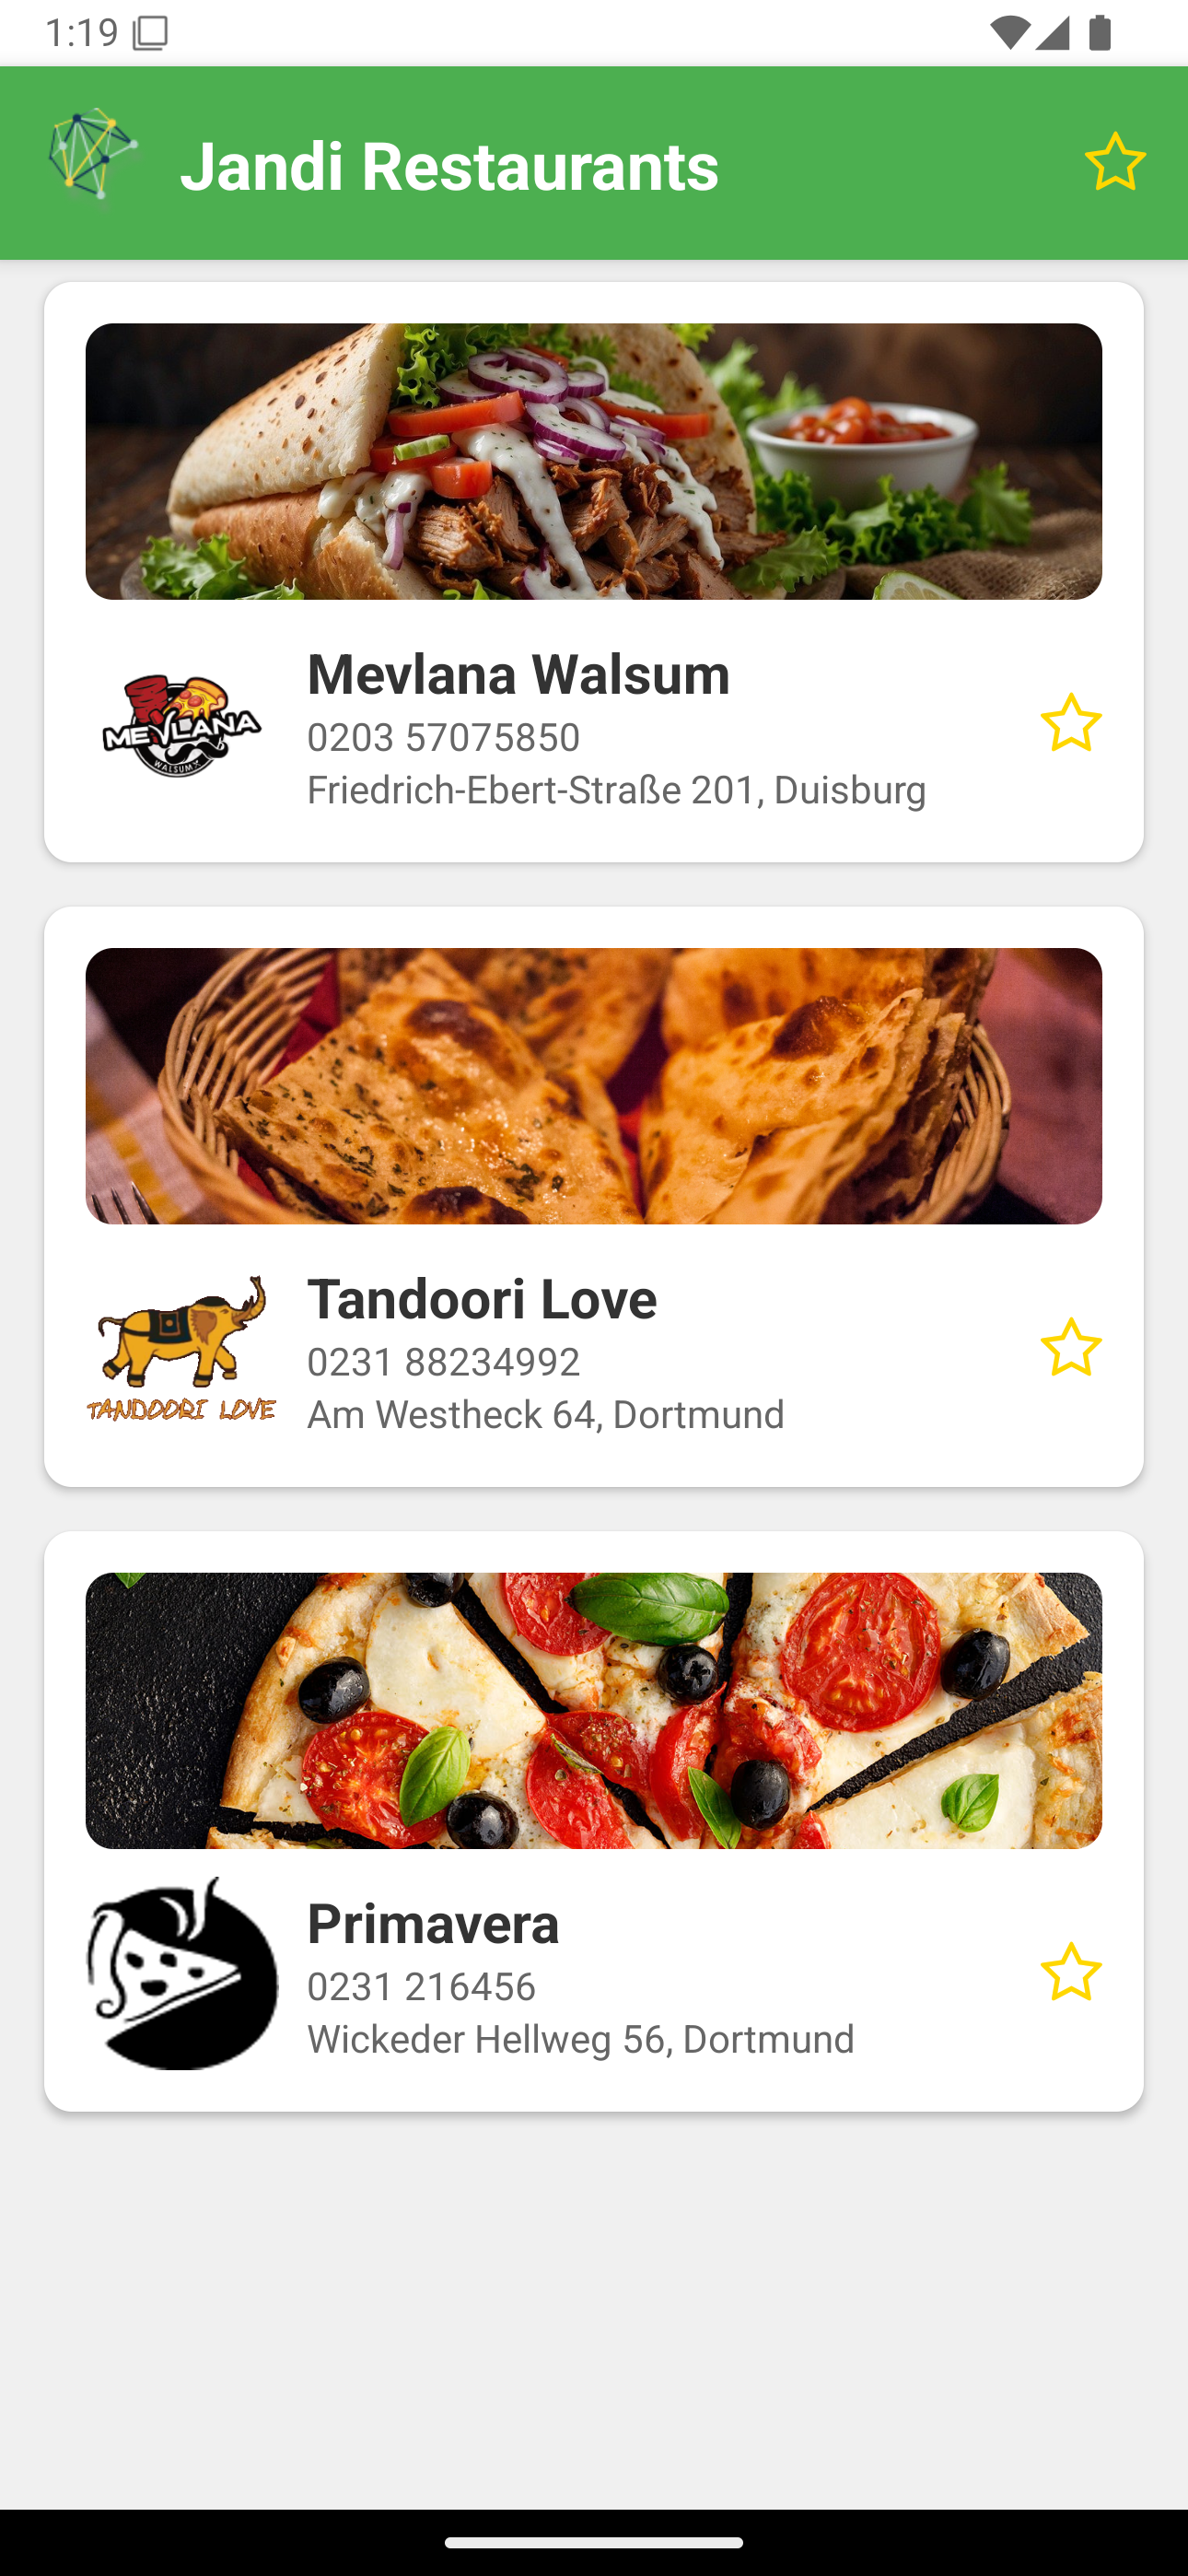 1:19
Jandi Restaurants
MEVLANA
WALSUM
Mevlana Walsum
0203 57075850
Friedrich-Ebert-Straße 201, Duisburg
TANDOORI LOVE
Tandoori Love
0231 88234992
Am Westheck 64, Dortmund
Primavera
0231 216456
Wickeder Hellweg 56, Dortmund